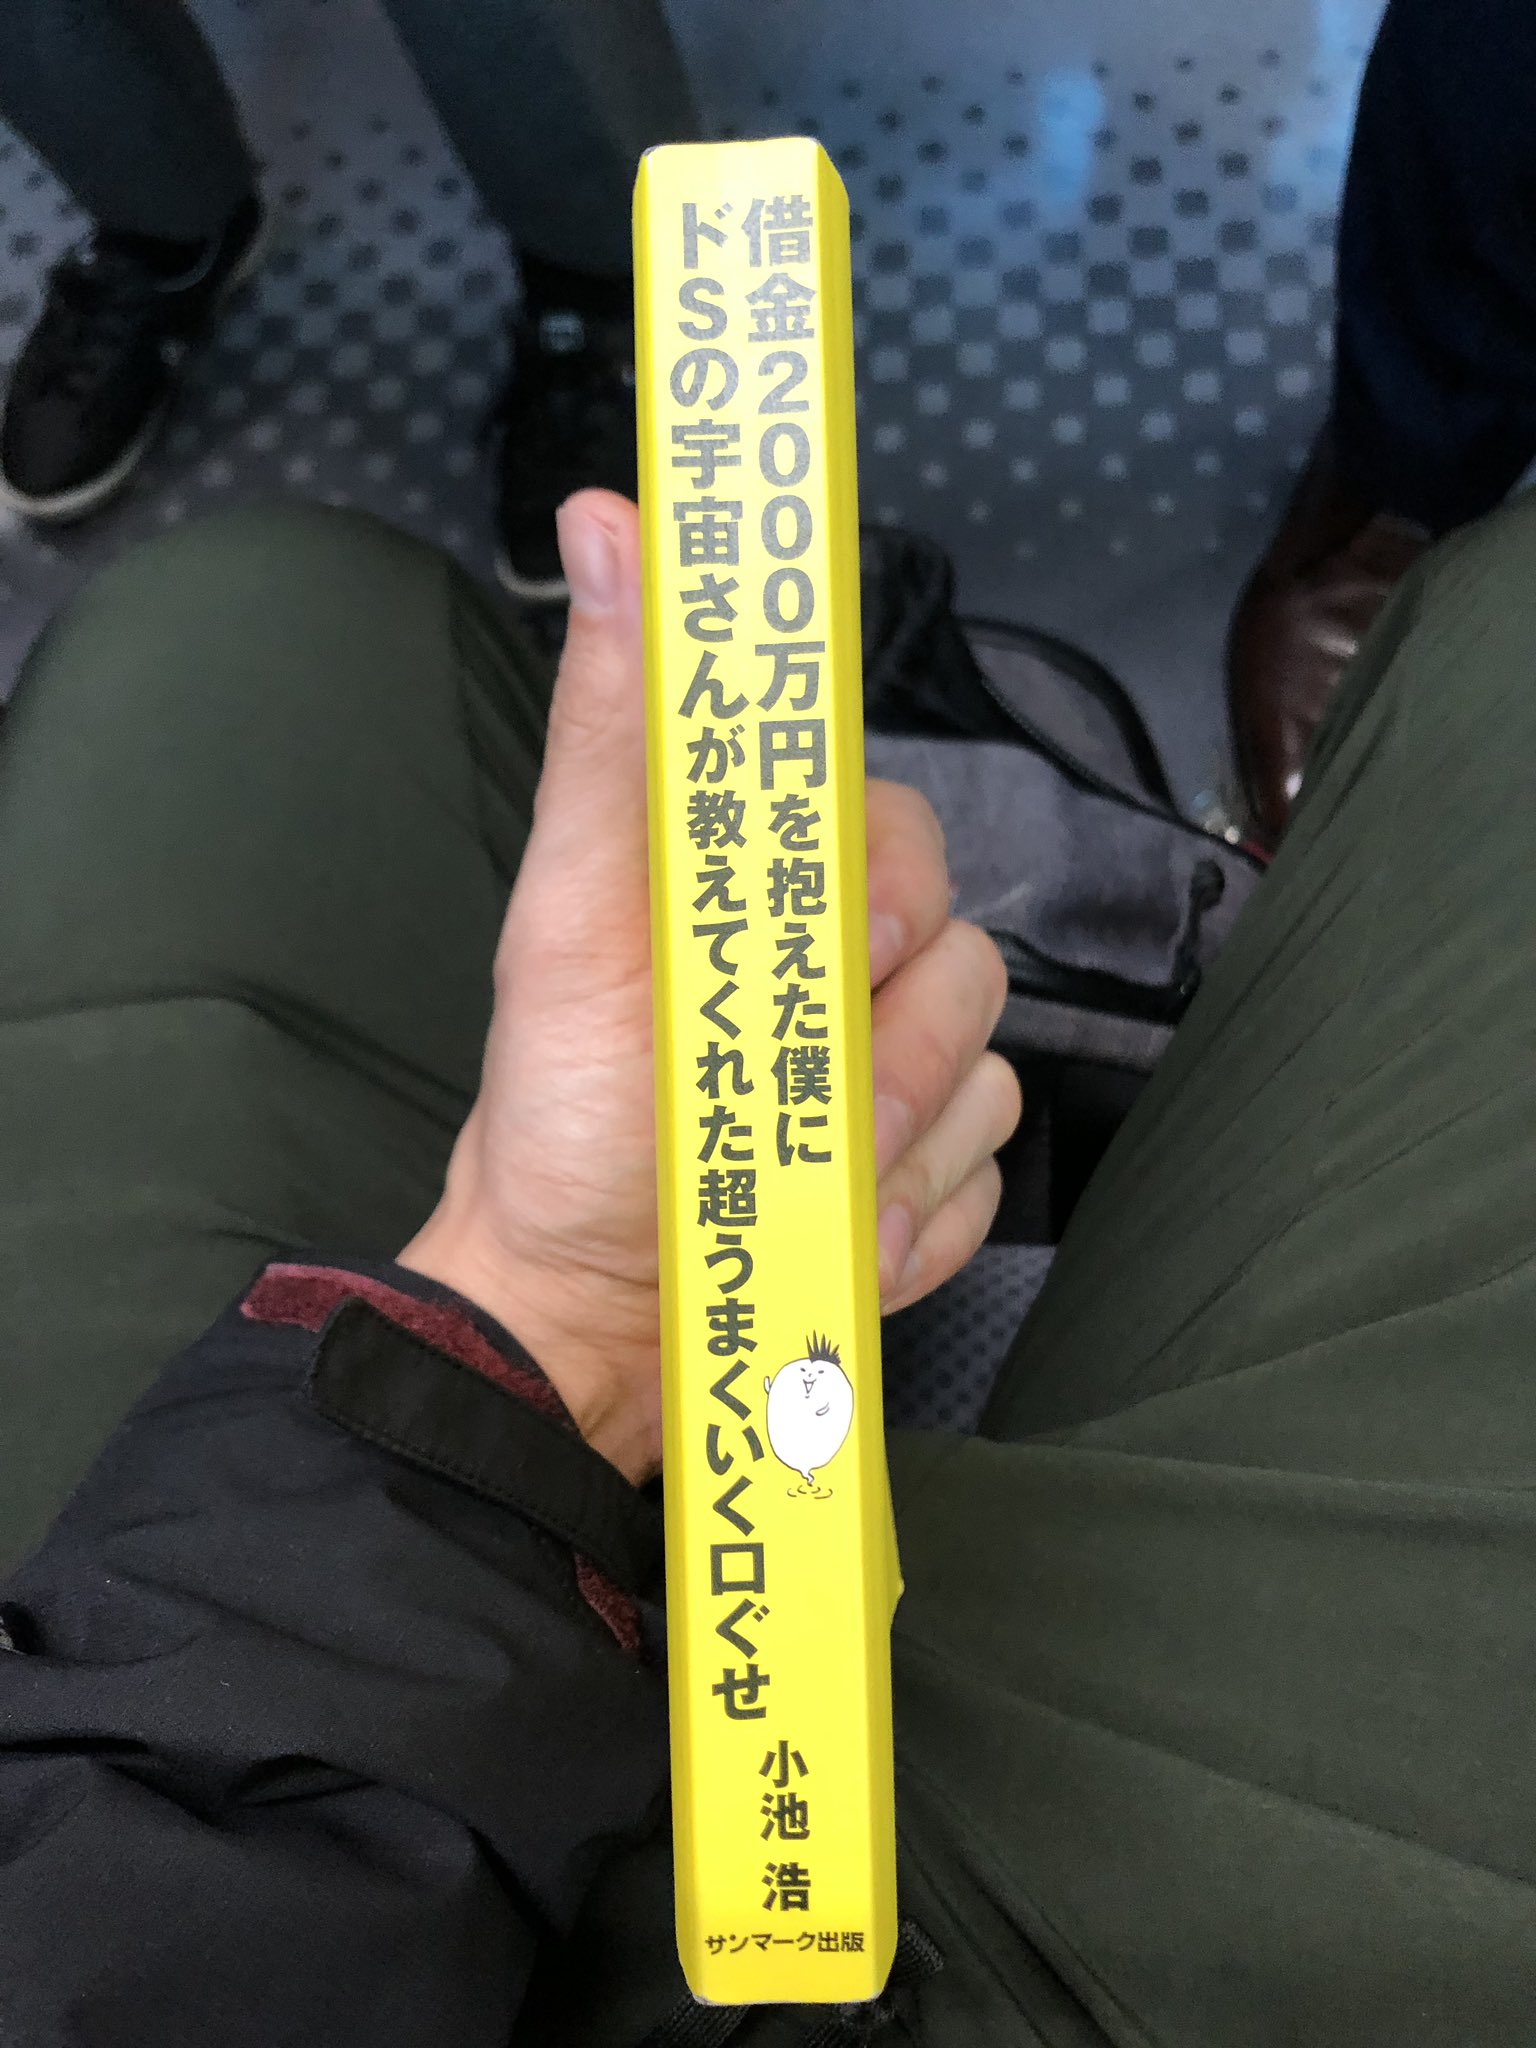 借金2000万円を抱えた僕に
ドSの宇宙さんが教えてくれた超うまくいく口ぐせ
小池 浩
サンマーク出版